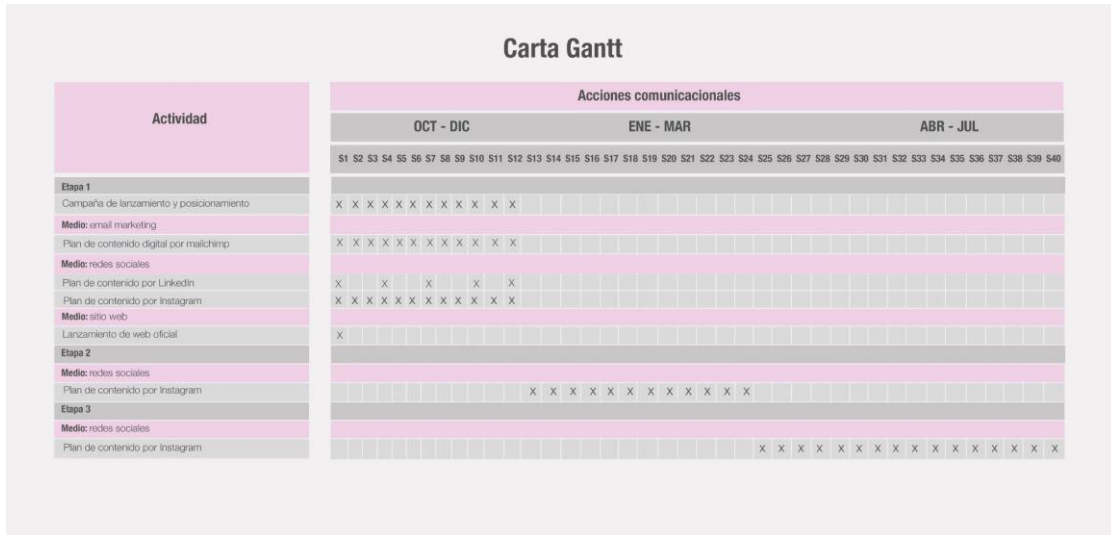 Carta Gantt
Actividad
Acciones comunicacionales
OCT - DIC ENE - MAR ABR - JUL
S1 S2 S3 S4 S5 S6 S7 S8 S9 S10 S11 S12 S13 S14 S15 S16 S17 S18 S19 S20 S21 S22 S23 S24 S25 S26 S27 S28 S29 S30 S31 S32 S33 S34 S35 S36 S37 S38 S39 S40
Etapa 1
Campaña de lanzamiento y posicionamiento X X X X X X X X X X X X
Medio: email marketing
Plan de contenido digital por mailchimp X X X X X X X X X X X X
Medio: redes sociales
Plan de contenido por LinkedIn X X X X X
Plan de contenido por Instagram X X X X X X X X X X X X
Medio: sitio web
Lanzamiento de web oficial X
Etapa 2
Medio: redes sociales
Plan de contenido por Instagram X X X X X X X X X X X X
Etapa 3
Medio: redes sociales
Plan de contenido por Instagram X X X X X X X X X X X X X X X X